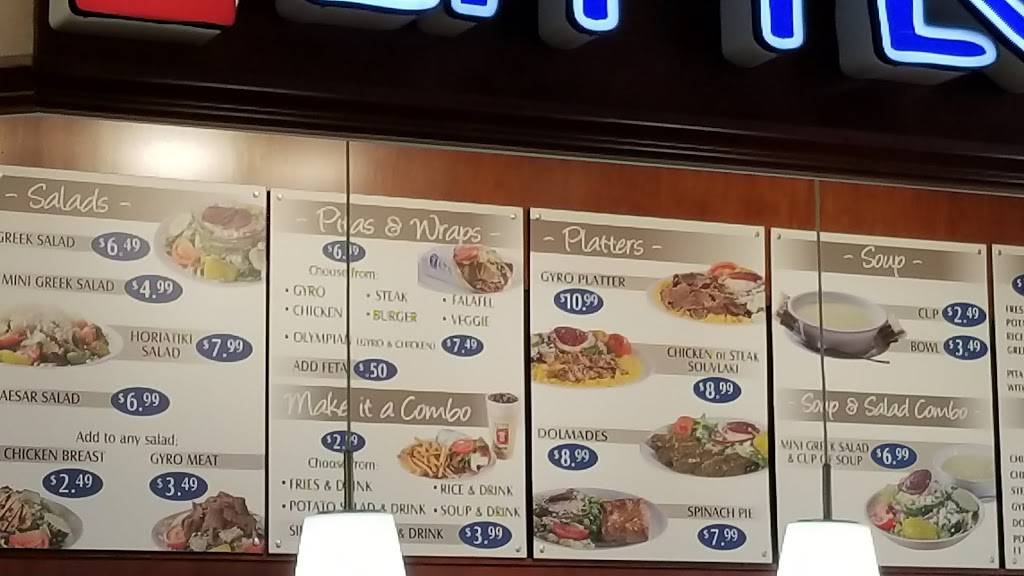 - Salads -
GREEK SALAD $6.49
MINI GREEK SALAD $4.99
HORIATIKI
SALAD $7.99
AESAR SALAD $6.99
Add to any salad:
CHICKEN BREAST
$2.49
GYRO MEAT
$3.49
- Pitas & Wraps -
Choose from:
• GYRO • STEAK • FALAFEL
• CHICKEN • BURGER • VEGGIE
• OLYMPIAN (GYRO & CHICKEN) $7.49
ADD FETA $.50
Make it a Combo
Choose from:
• FRIES & DRINK • RICE & DRINK
• POTATO SALAD & DRINK • SOUP & DRINK
& DRINK $3.99
- Platters -
GYRO PLATTER
$10.99
CHICKEN or STEAK
SOUVLAKI
$8.99
DOLMADES
$8.99
SPINACH PIE
$7.99
- Soup -
CUP $2.49
BOWL $3.49
- Soup & Salad Combo -
MINI GREEK SALAD
& CUP OF SOUP $6.99